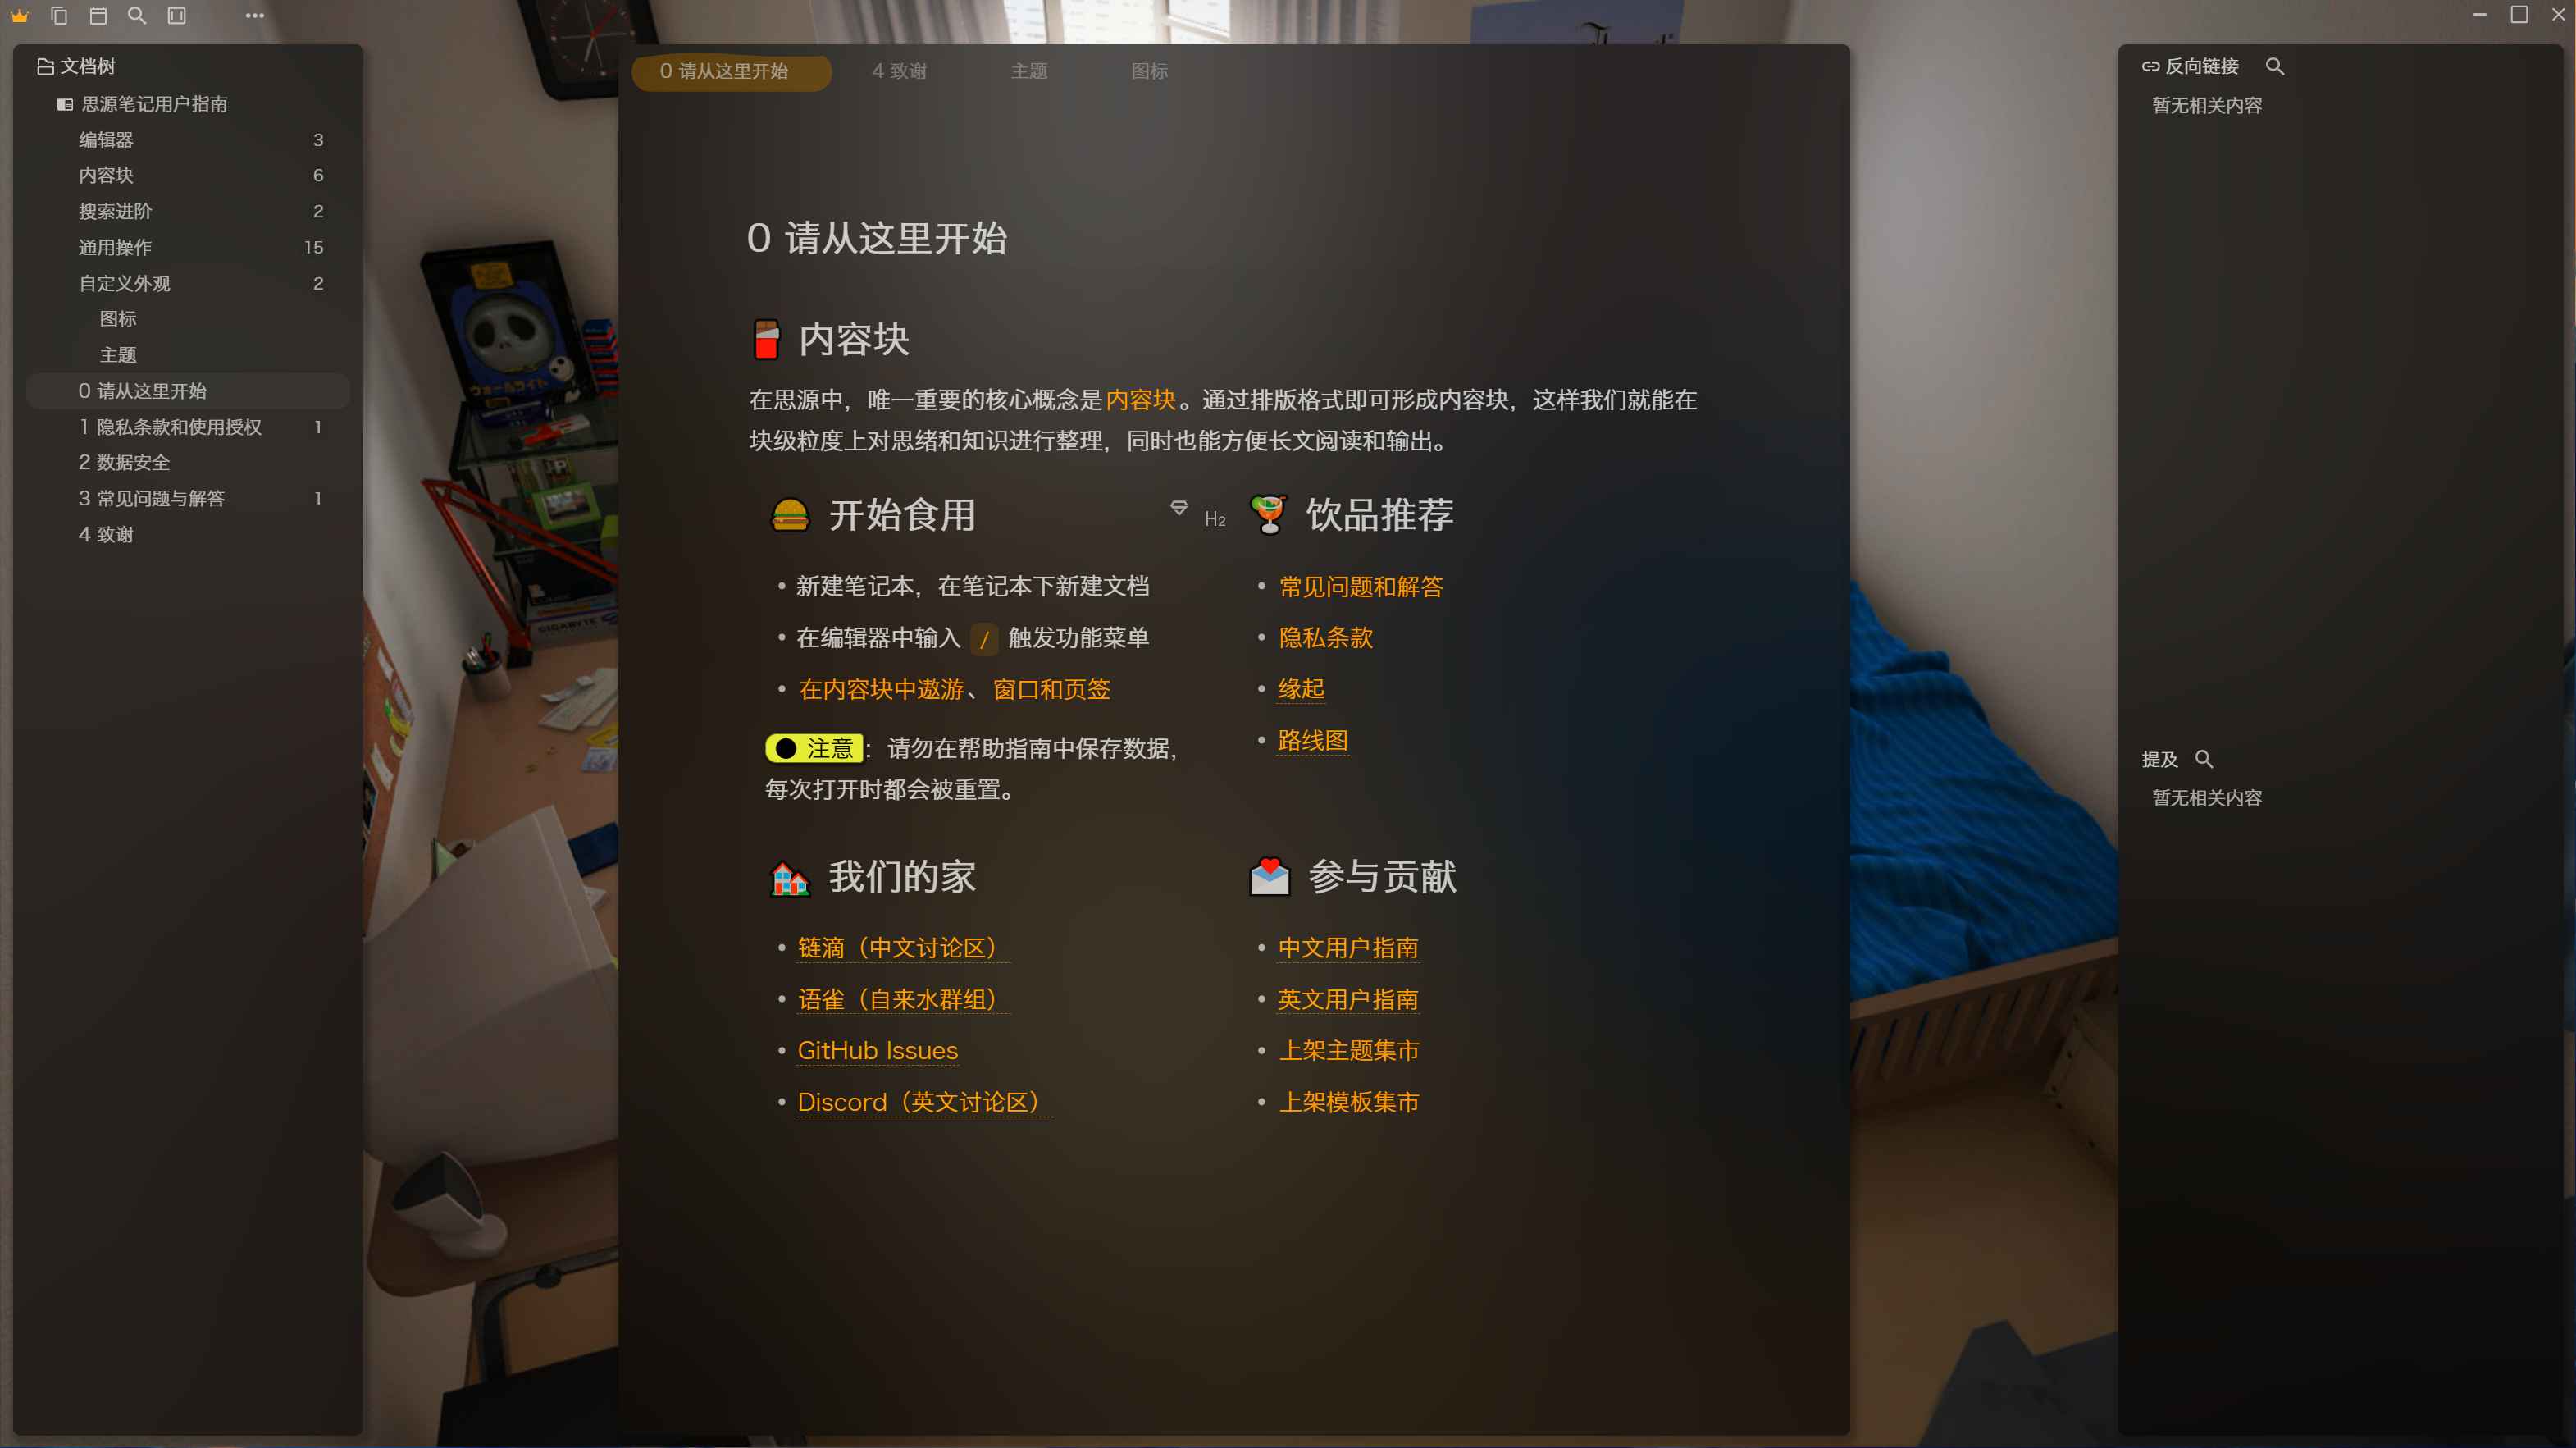 文档树
思源笔记用户指南
编辑器 3
内容块 6
搜索进阶 2
通用操作 15
自定义外观 2
图标
主题
0 请从这里开始
1 隐私条款和使用授权 1
2 数据安全
3 常见问题与解答 1
4 致谢
0 请从这里开始 4 致谢 主题 图标
0 请从这里开始
内容块
在思源中，唯一重要的核心概念是内容块。通过排版格式即可形成内容块，这样我们就能在
块级粒度上对思绪和知识进行整理，同时也能方便长文阅读和输出。
开始食用
新建笔记本，在笔记本下新建文档
在编辑器中输入 / 触发功能菜单
在内容块中遨游、窗口和页签
注意：请勿在帮助指南中保存数据，
每次打开时都会被重置。
H2
饮品推荐
常见问题和解答
隐私条款
缘起
路线图
我们的家
链滴（中文讨论区）
语雀（自来水群组）
GitHub Issues
Discord（英文讨论区）
参与贡献
中文用户指南
英文用户指南
上架主题集市
上架模板集市
反向链接
暂无相关内容
提及
暂无相关内容
GIGABYTE